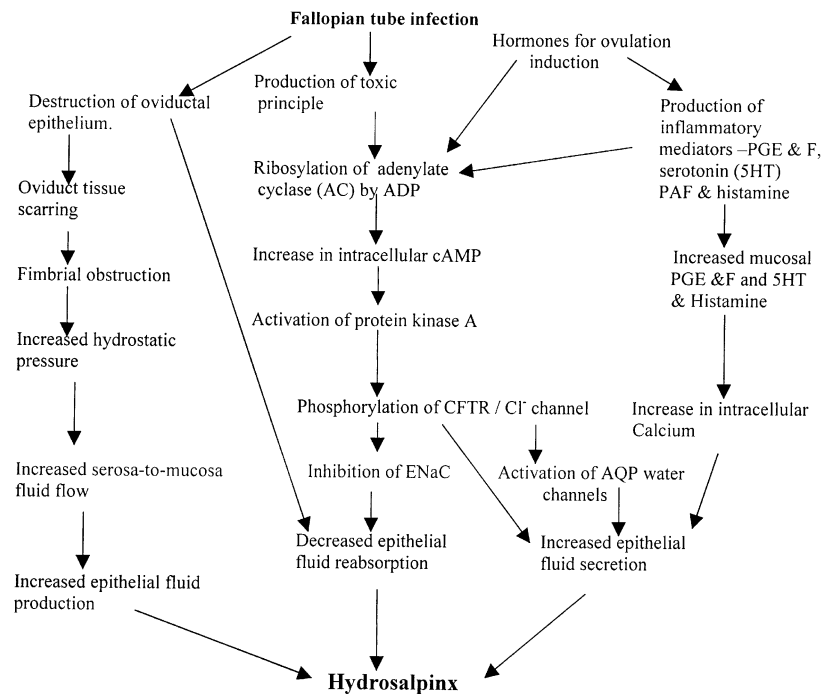 Fallopian tube infection
Hormones for ovulation
induction
Production of toxic
principle
Destruction of oviductal
epithelium.
Production of
inflammatory
mediators –PGE & F,
serotonin (5HT)
PAF & histamine
Ribosylation of adenylate
cyclase (AC) by ADP
Oviduct tissue
scarring
Increase in intracellular cAMP
Increased mucosal
PGE &F and 5HT
& Histamine
Fimbrial obstruction
Activation of protein kinase A
Increased hydrostatic
pressure
Phosphorylation of CFTR / Cl⁻ channel
Increase in intracellular
Calcium
Increased serosa-to-mucosa
fluid flow
Inhibition of ENaC
Activation of AQP water
channels
Decreased epithelial
fluid reabsorption
Increased epithelial
fluid secretion
Increased epithelial fluid
production
Hydrosalpinx